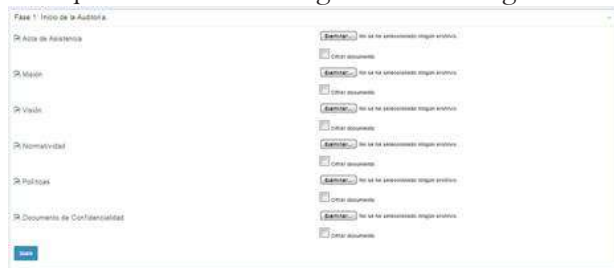 Fase 1: Inicio de la Auditoria.
Acta de Asistencia
Examinar... No se ha seleccionado ningún archivo.
Cifrar documento
Misión
Examinar... No se ha seleccionado ningún archivo.
Cifrar documento
Visión
Examinar... No se ha seleccionado ningún archivo.
Cifrar documento
Normatividad
Examinar... No se ha seleccionado ningún archivo.
Cifrar documento
Políticas
Examinar... No se ha seleccionado ningún archivo.
Cifrar documento
Documento de Confidencialidad
Examinar... No se ha seleccionado ningún archivo.
Cifrar documento